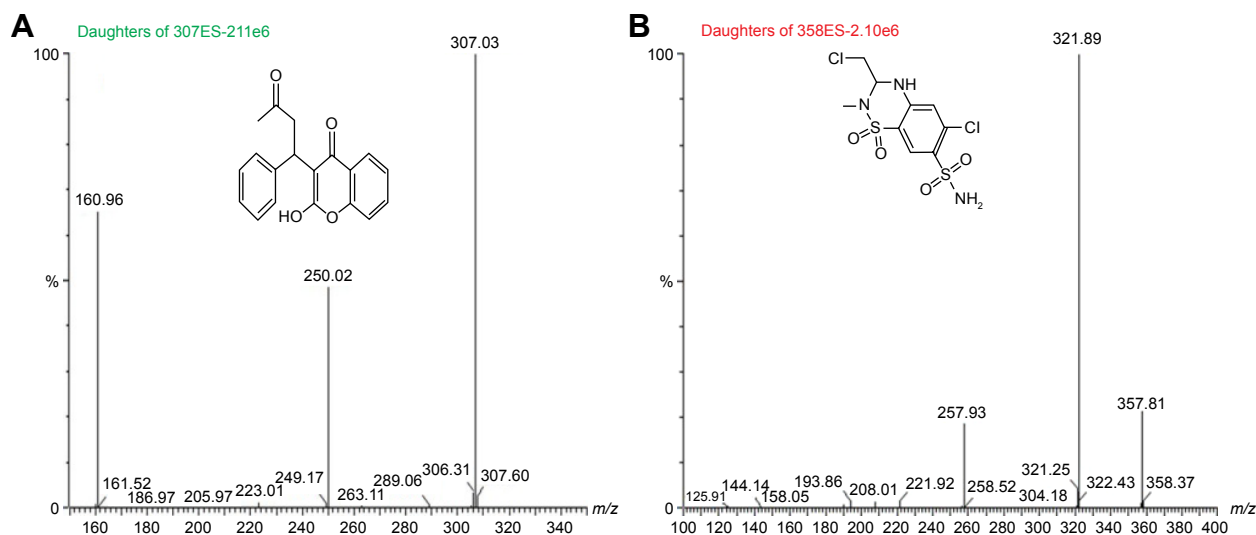 A
Daughters of 307ES-211e6
100
%
0
307.03
160.96
250.02
161.52
186.97
205.97
223.01
249.17
263.11
289.06
306.31
307.60
O
O
HO
O
160
180
200
220
240
260
280
300
320
340
m/z
B
Daughters of 358ES-2.10e6
100
%
0
321.89
357.81
257.93
125.91
144.14
158.05
193.86
208.01
221.92
258.52
304.18
321.25
322.43
358.37
Cl
NH
N
S
O
O
Cl
O
S
O
NH2
100
120
140
160
180
200
220
240
260
280
300
320
340
360
380
400
m/z